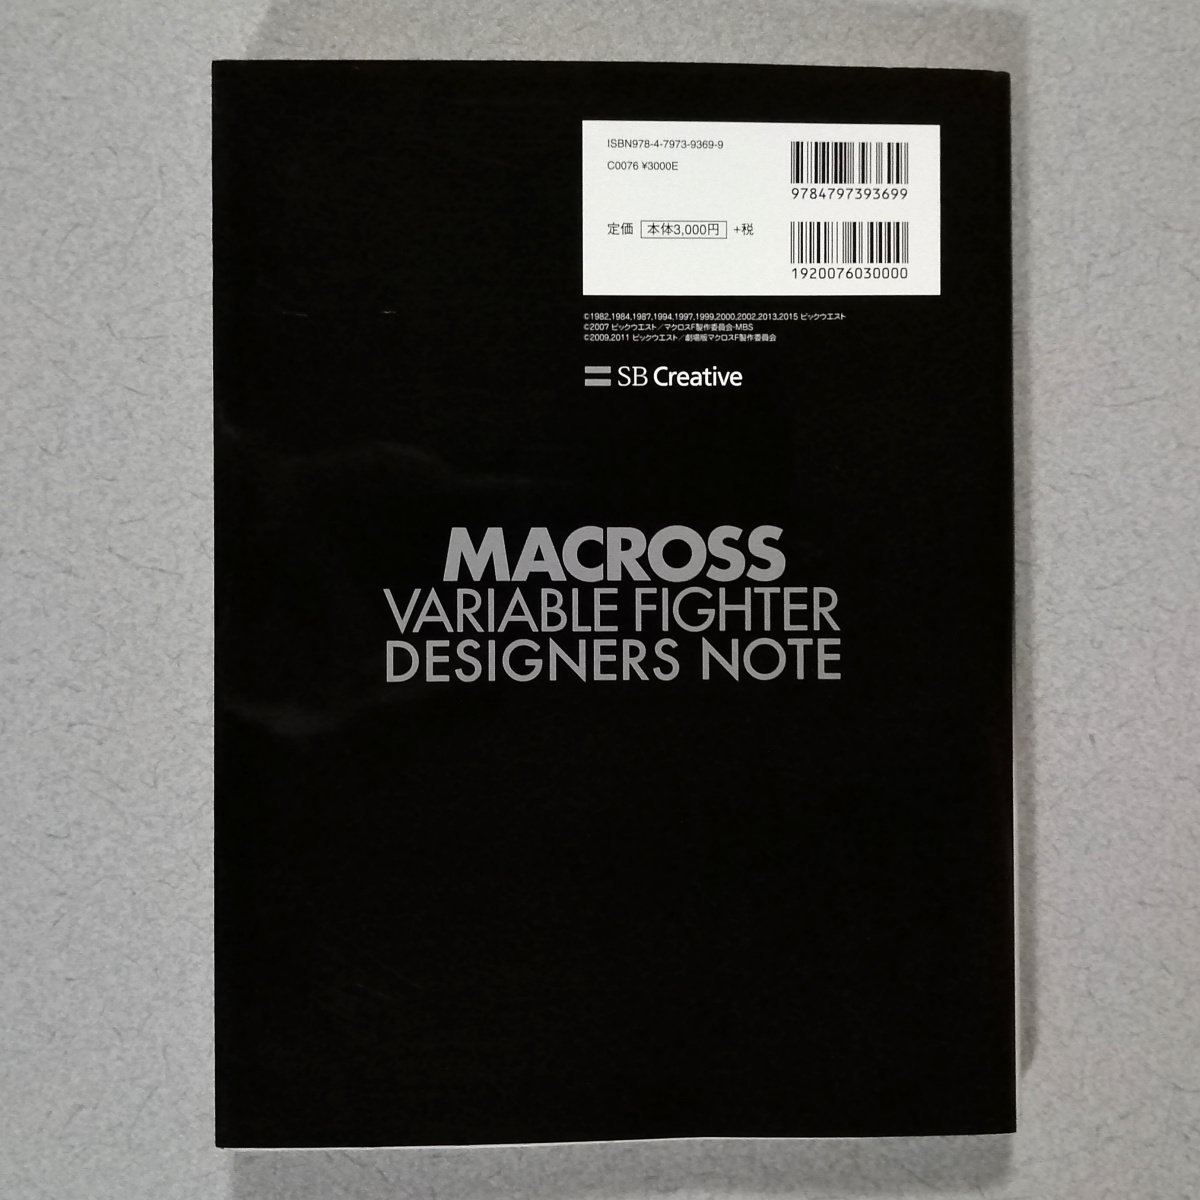 ISBN978-4-7973-9369-9
C0076 ¥3000E
9784797393699
定価 本体3,000円 +税
1920076030000
©1982,1984,1987,1994,1997,1999,2000,2002,2013,2015 ビックウエスト
©2007 ビックウエスト／マクロスF製作委員会・MBS
©2009,2011 ビックウエスト／劇場版マクロスF製作委員会
SB Creative
MACROSS
VARIABLE FIGHTER
DESIGNERS NOTE